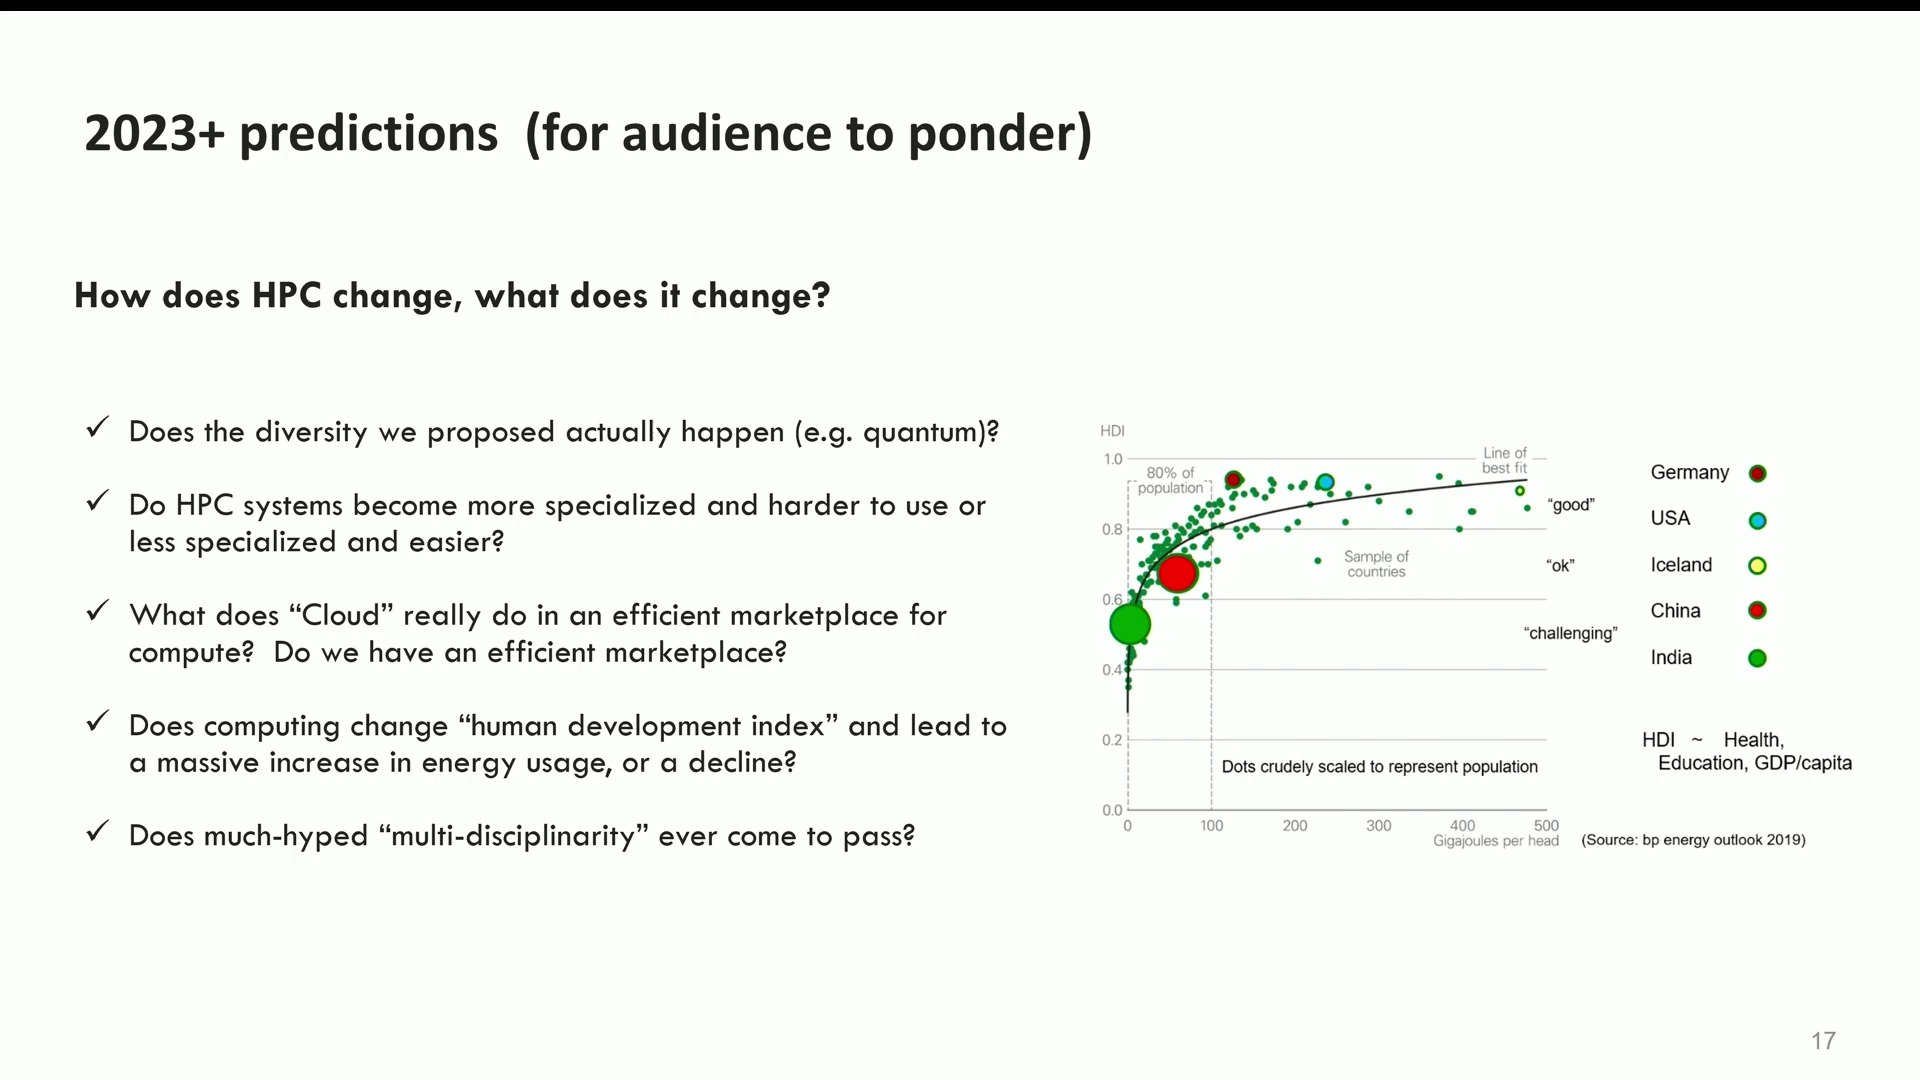 2023+ predictions (for audience to ponder)
How does HPC change, what does it change?
✓ Does the diversity we proposed actually happen (e.g. quantum)?
✓ Do HPC systems become more specialized and harder to use or
less specialized and easier?
✓ What does “Cloud” really do in an efficient marketplace for
compute? Do we have an efficient marketplace?
✓ Does computing change “human development index” and lead to
a massive increase in energy usage, or a decline?
✓ Does much-hyped “multi-disciplinarity” ever come to pass?
HDI
1.0
0.8
0.6
0.4
0.2
0.0
80% of
population
Line of
best fit
Sample of
countries
Dots crudely scaled to represent population
0 100 200 300 400 500
Gigajoules per head
“good”
“ok”
“challenging”
Germany
USA
Iceland
China
India
HDI ~ Health,
Education, GDP/capita
(Source: bp energy outlook 2019)
17